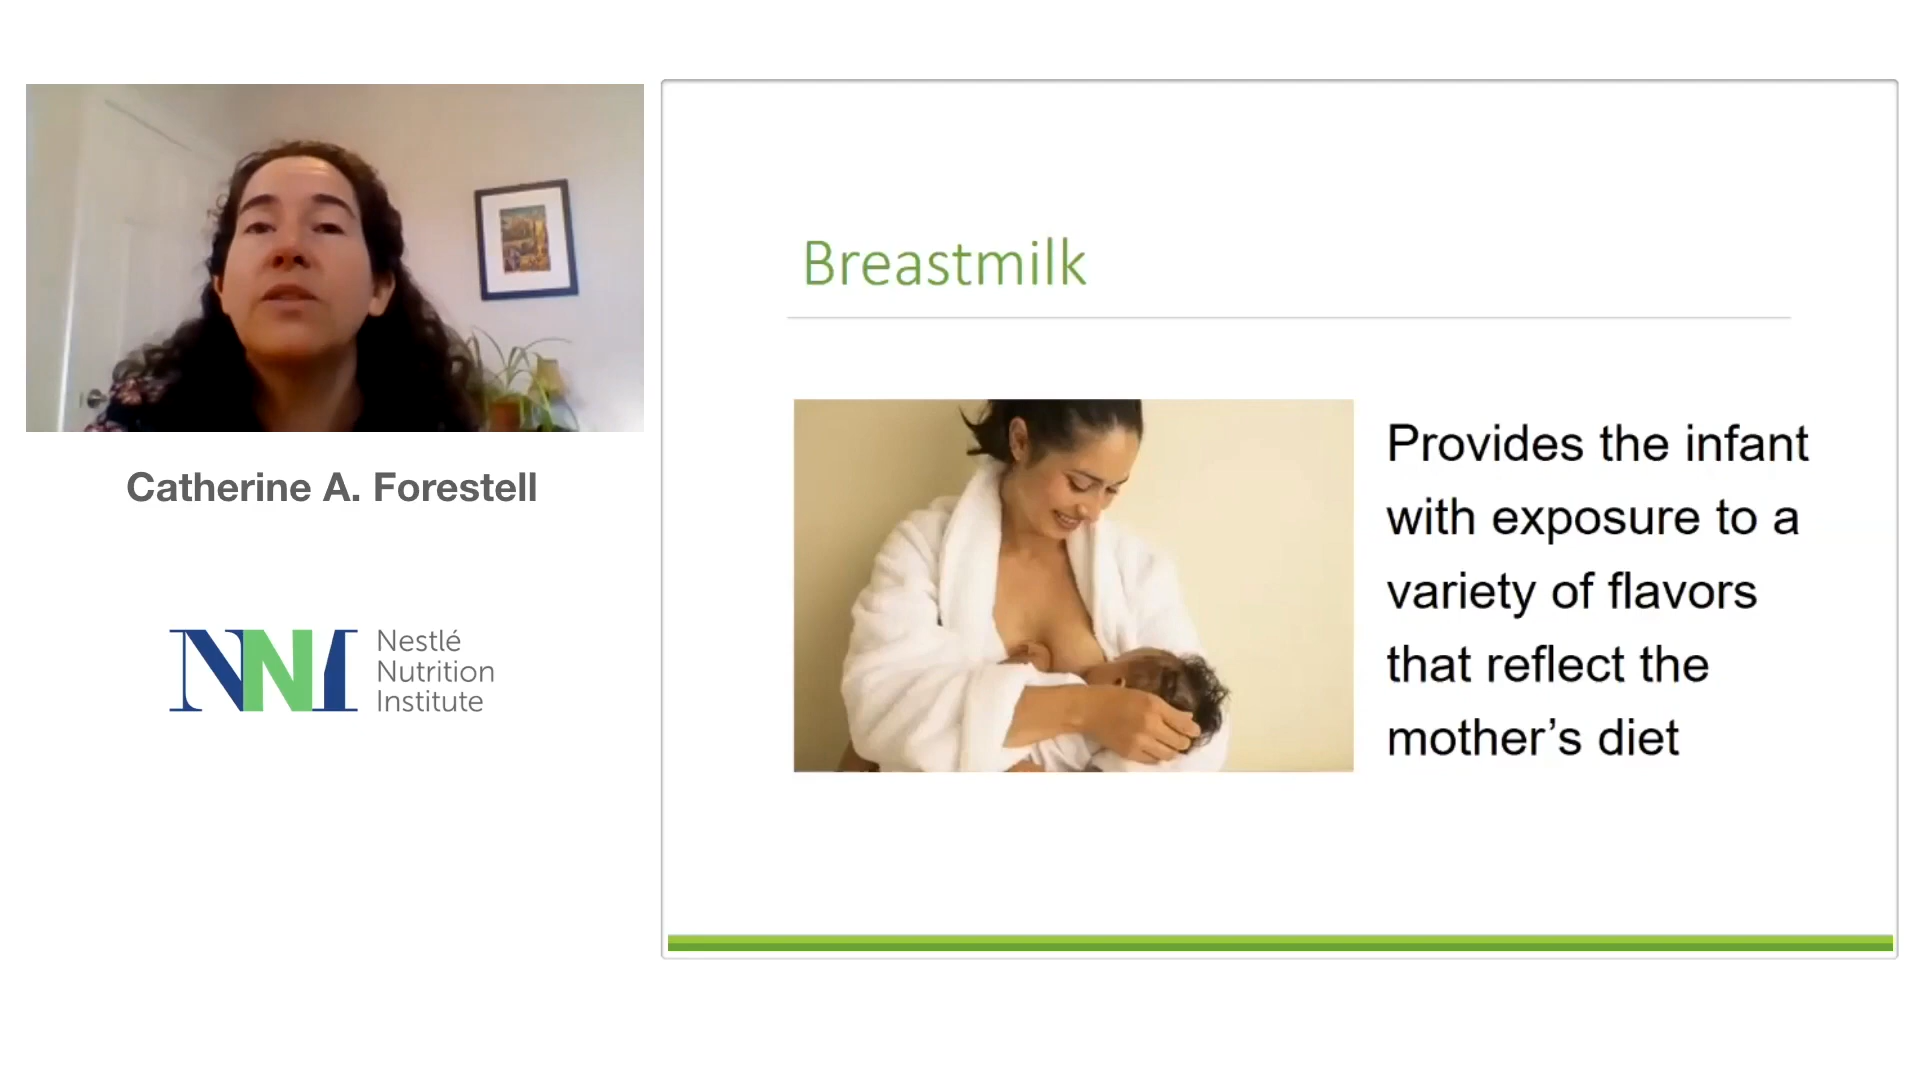 Catherine A. Forestell
NNI
Nestlé
Nutrition
Institute
Breastmilk
Provides the infant
with exposure to a
variety of flavors
that reflect the
mother’s diet